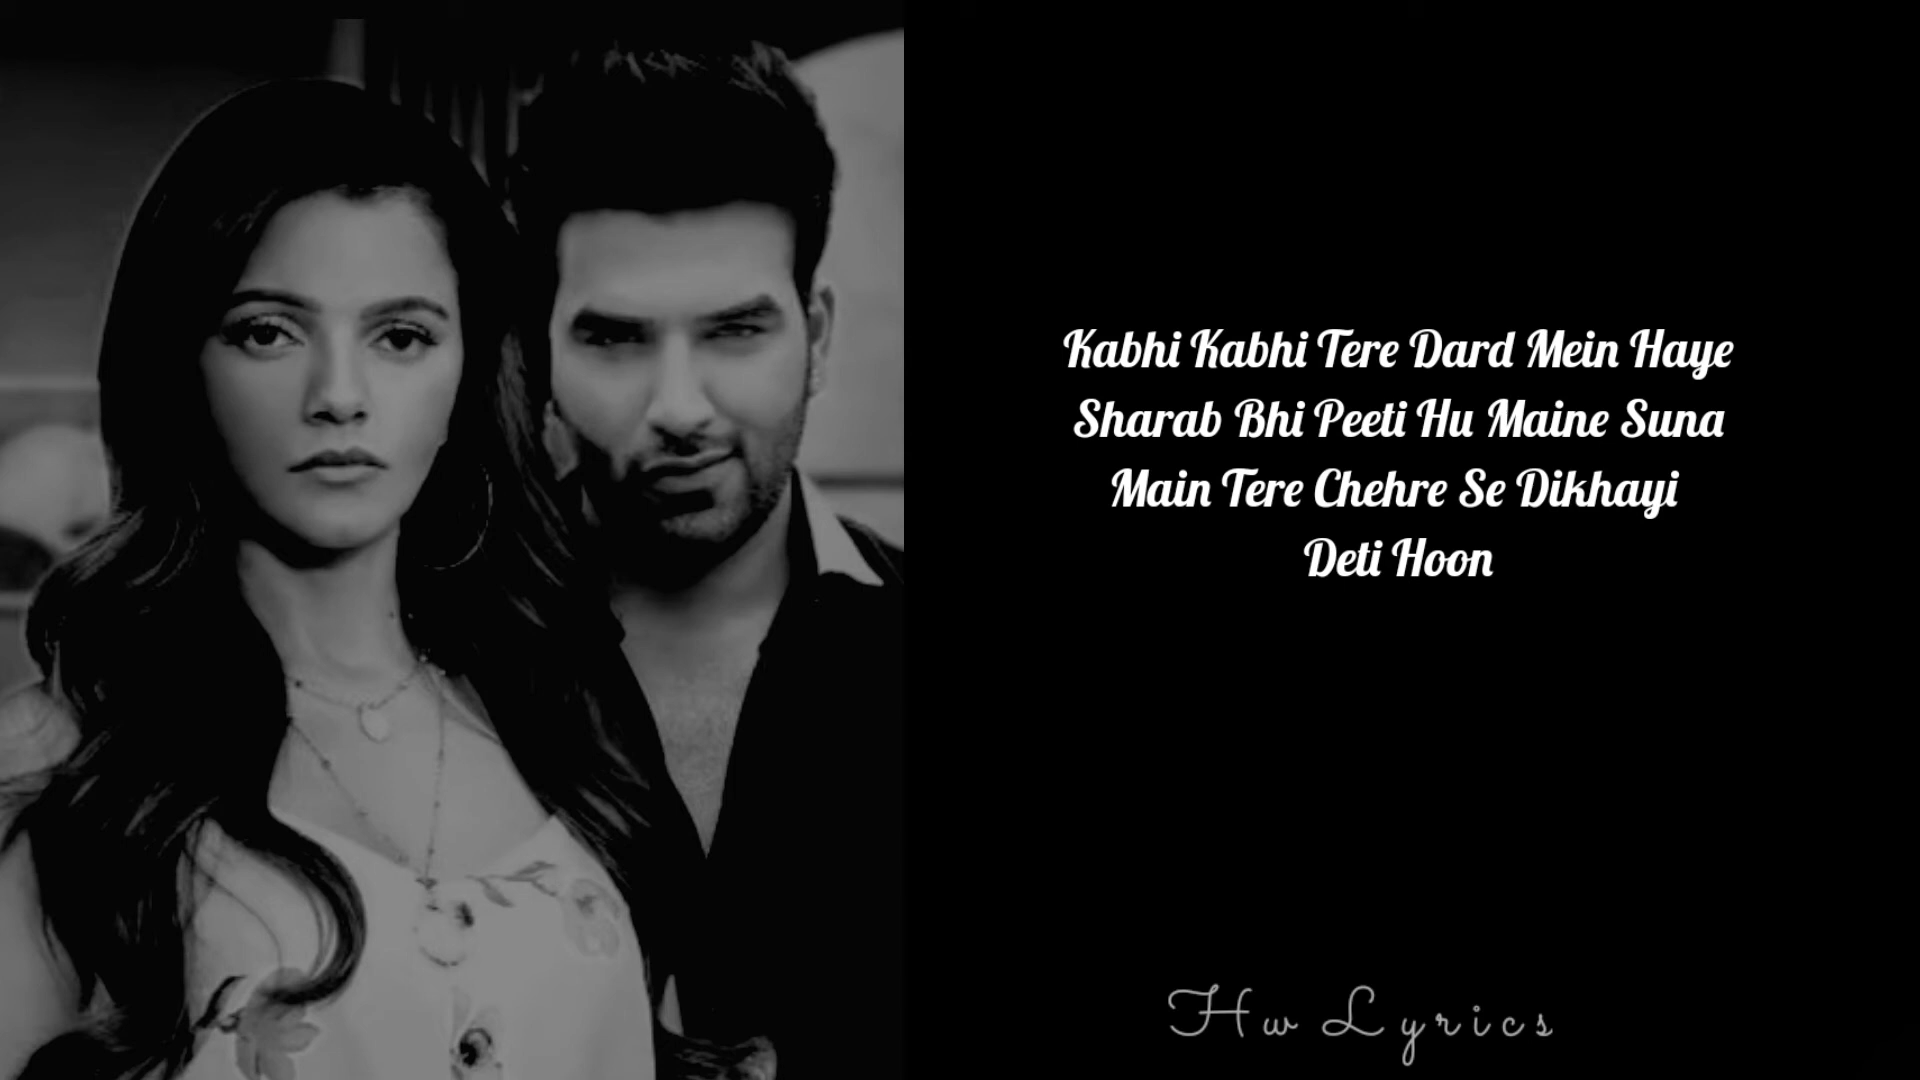 Kabhi Kabhi Tere Dard Mein Haye
Sharab Bhi Peeti Hu Maine Suna
Main Tere Chehre Se Dikhayi
Deti Hoon
Hw Lyrics